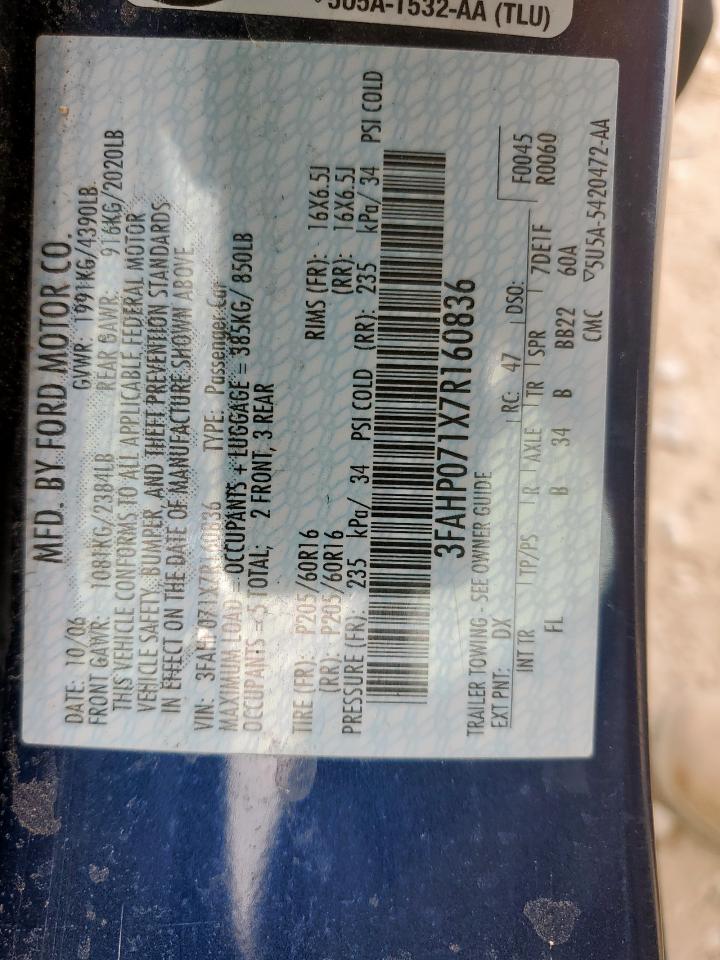 5U5A-1532-AA (TLU)
MFD. BY FORD MOTOR CO.
DATE: 10/06 GVWR: 1991KG/4390LB
FRONT GAWR: 1081KG/2384LB REAR GAWR: 916KG/2020LB
THIS VEHICLE CONFORMS TO ALL APPLICABLE FEDERAL MOTOR
VEHICLE SAFETY, BUMPER, AND THEFT PREVENTION STANDARDS
IN EFFECT ON THE DATE OF MANUFACTURE SHOWN ABOVE
VIN: 3FAHP071X7R160836 TYPE: Passenger Car
MAXIMUM LOAD = OCCUPANTS + LUGGAGE = 385KG/ 850LB
OCCUPANTS = 5 TOTAL; 2 FRONT, 3 REAR
TIRE (FR): P205/60R16 RIMS (FR): 16X6.5J
(RR): P205/60R16 (RR): 16X6.5J
PRESSURE (FR): 235 kPa/ 34 PSI COLD (RR): 235 kPa/ 34 PSI COLD
3FAHP071X7R160836
TRAILER TOWING - SEE OWNER GUIDE
EXT PNT: DX RC: 47 DSO: F0045
R0060
INT TR TP/PS R AXLE TR SPR 7DE1F
FL B 34 B BB22 60A
CMC ▽5U5A-5420472-AA